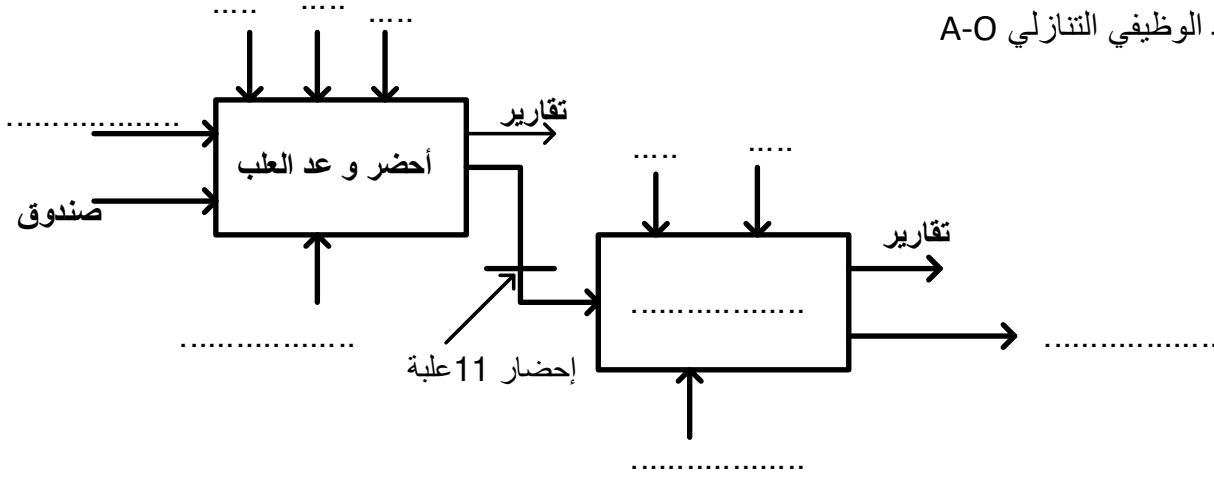 . الوظيفي التنازلي A-O
..... ..... .....
..................
تقارير
أحضر و عد العلب
صندوق
..... .....
..................
إحضار 11علبة
تقارير
..................
..................
..................